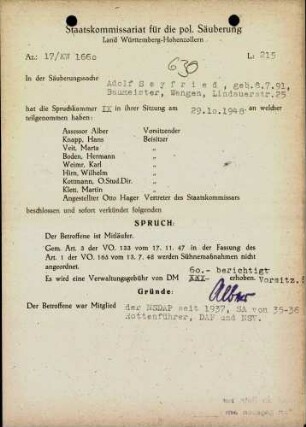 Staatskommissariat für die pol. Säuberung
Land Württemberg-Hohenzollern
Az.: 17/KW 166c
L: 215
630
In der Säuberungssache
Adolf Seyfried, geb. 6.7.91,
Baumeister, Wangen, Lindauerstr. 25
hat die Spruchkammer IX in ihrer Sitzung am 29.10.1948 an welcher
teilgenommen haben:
Assessor Alber Vorsitzender
Knapp, Hans Beisitzer
Veit, Marta "
Boden, Hermann "
Weiner, Karl "
Hirn, Wilhelm "
Kottmann, O.Stud.Dir. "
Klett, Martin "
Angestellter Otto Hager Vertreter des Staatskommissars
beschlossen und sofort verkündet folgenden
SPRUCH:
Der Betroffene ist Mitläufer.
Gem. Art. 3 der VO. 133 vom 17. 11. 47 in der Fassung des
Art. 1 der VO. 165 vom 13. 7. 48 werden Sühnemaßnahmen nicht
angeordnet.
60.- berichtigt
Es wird eine Verwaltungsgebühr von DM erhoben. Vorsitz.
Alber
Gründe:
Der Betroffene war Mitglied der NSDAP seit 1937, SA von 35-36
Rottenführer, DAF und NSV.